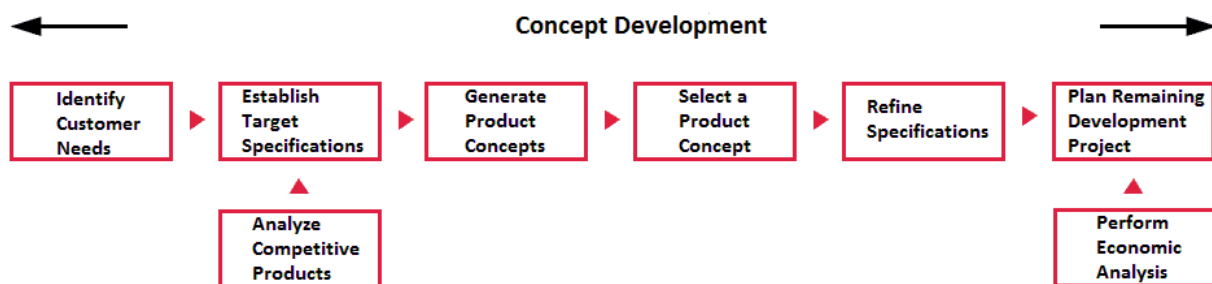 Concept Development
Identify
Customer
Needs
Establish
Target
Specifications
Generate
Product
Concepts
Select a
Product
Concept
Refine
Specifications
Plan Remaining
Development
Project
Analyze
Competitive
Products
Perform
Economic
Analysis